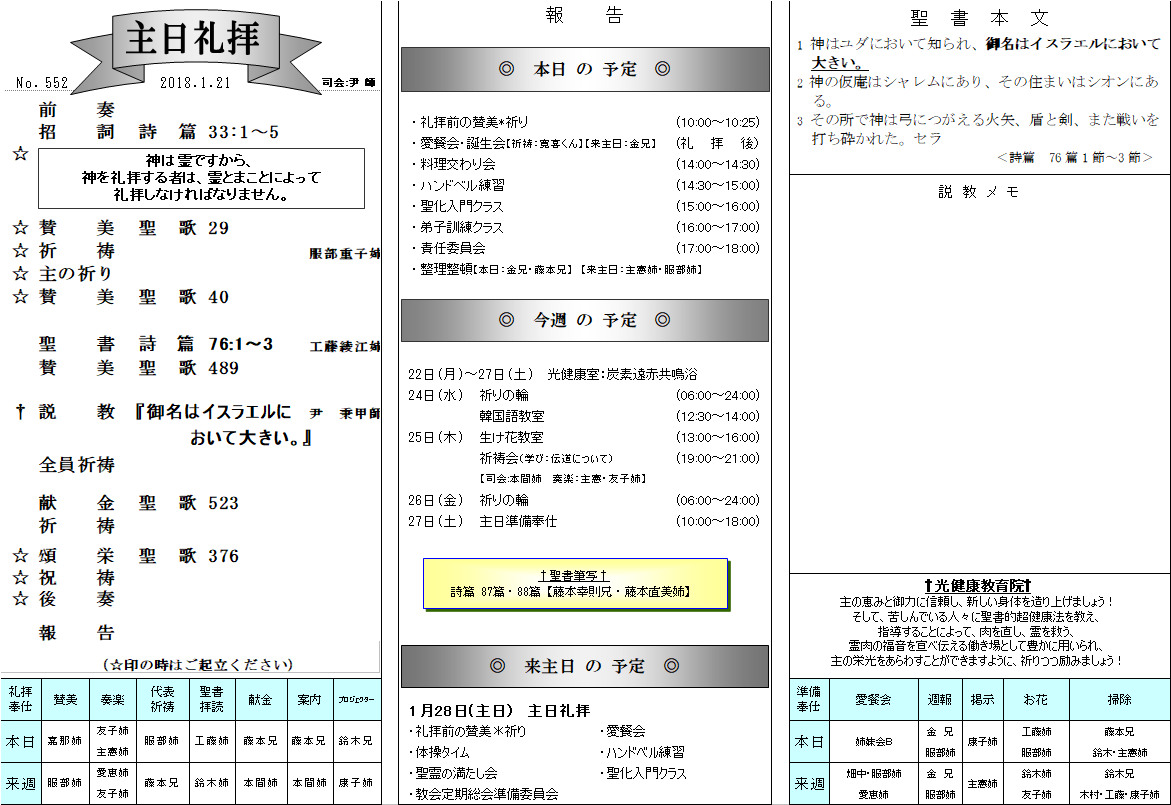 主日礼拝
No. 552 2018.1.21 司会:尹 師
前 奏
招 詞 詩 篇 33:1～5
☆ 神は霊ですから、
神を礼拝する者は、霊とまことによって
礼拝しなければなりません。
☆ 賛 美 聖 歌 29
☆ 祈 祷 服部重子姉
☆ 主の祈り
☆ 賛 美 聖 歌 40
聖 書 詩 篇 76:1～3 工藤綾江姉
賛 美 聖 歌 489
† 説 教 『御名はイスラエルに 尹 秉甲師
おいて大きい。』
全員祈祷
献 金 聖 歌 523
祈 祷
☆ 頌 栄 聖 歌 376
☆ 祝 祷
☆ 後 奏
報 告
(☆印の時はご起立ください)
礼拝奉仕 賛美 奏楽 代表祈祷 聖書拝読 献金 案内 プロジェクター
本日 嘉那姉 友子姉 主憲姉 服部姉 工藤姉 藤本兄 藤本兄 鈴木兄
来週 服部姉 愛恵姉 友子姉 藤本兄 鈴木姉 本間姉 本間姉 康子姉
報 告
◎ 本日 の 予定 ◎
・礼拝前の賛美*祈り (10:00～10:25)
・愛餐会・誕生会【祈祷:寛喜くん】【来主日:金兄】 (礼 拝 後)
・料理交わり会 (14:00～14:30)
・ハンドベル練習 (14:30～15:00)
・聖化入門クラス (15:00～16:00)
・弟子訓練クラス (16:00～17:00)
・責任委員会 (17:00～18:00)
・整理整頓【本日:金兄・藤本兄】 【来主日:主憲姉・服部姉】
◎ 今週 の 予定 ◎
22日(月)～27日(土) 光健康室:炭素遠赤共鳴浴
24日(水) 祈りの輪 (06:00～24:00)
韓国語教室 (12:30～14:00)
25日(木) 生け花教室 (13:00～16:00)
祈祷会(学び:伝道について) (19:00～21:00)
【司会:本間姉 奏楽:主憲・友子姉】
26日(金) 祈りの輪 (06:00～24:00)
27日(土) 主日準備奉仕 (10:00～18:00)
†聖書筆写†
詩篇 87篇・88篇【藤本幸則兄・藤本直美姉】
◎ 来主日 の 予定 ◎
1月28日(主日) 主日礼拝
・礼拝前の賛美＊祈り ・愛餐会
・体操タイム ・ハンドベル練習
・聖霊の満たし会 ・聖化入門クラス
・教会定期総会準備委員会
聖 書 本 文
1 神はユダにおいて知られ、御名はイスラエルにおいて
大きい。
2 神の仮庵はシャレムにあり、その住まいはシオンにあ
る。
3 その所で神は弓につがえる火矢、盾と剣、また戦いを
打ち砕かれた。セラ
＜詩篇 76篇1節～3節＞
説 教 メ モ
†光健康教育院†
主の恵みと御力に信頼し、新しい身体を造り上げましょう！
そして、苦しんでいる人々に聖書的超健康法を教え、
指導することによって、肉を直し、霊を救う、
霊肉の福音を宣べ伝える働き場として豊かに用いられ、
主の栄光をあらわすことができますように、祈りつつ励みましょう！
準備奉仕 愛餐会 週報 掲示 お花 掃除
本日 姉妹会B 金 兄 服部姉 康子姉 工藤姉 服部姉 藤本兄 鈴木・主憲姉
来週 畑中・服部姉 愛恵姉 金 兄 服部姉 主憲姉 鈴木姉 友子姉 鈴木兄 木村・工藤・康子姉